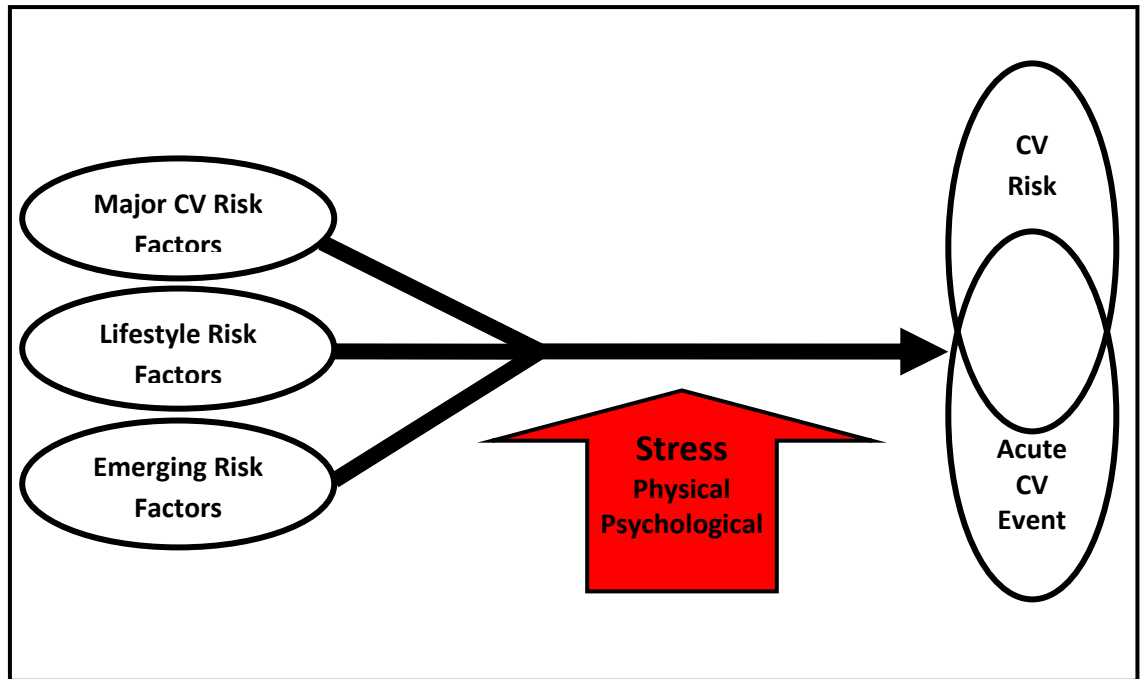 Major CV Risk
Factors
Lifestyle Risk
Factors
Emerging Risk
Factors
Stress
Physical
Psychological
CV
Risk
Acute
CV
Event